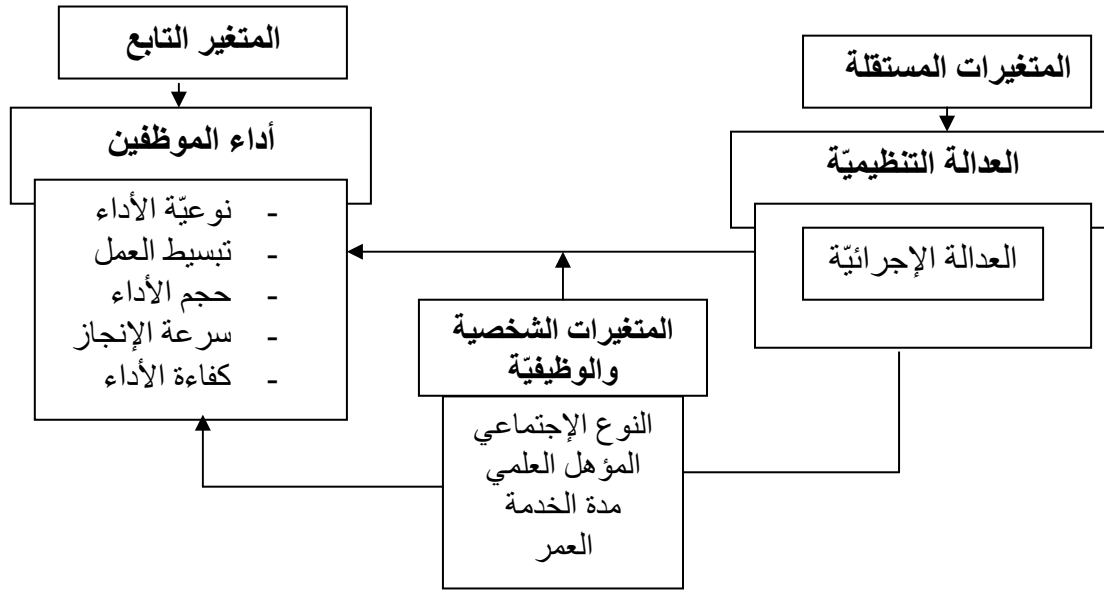 المتغيرات المستقلة
العدالة التنظيميّة
العدالة الإجرائيّة
المتغيرات الشخصية
والوظيفيّة
النوع الإجتماعي
المؤهل العلمي
مدة الخدمة
العمر
المتغير التابع
أداء الموظفين
- نوعيّة الأداء
- تبسيط العمل
- حجم الأداء
- سرعة الإنجاز
- كفاءة الأداء